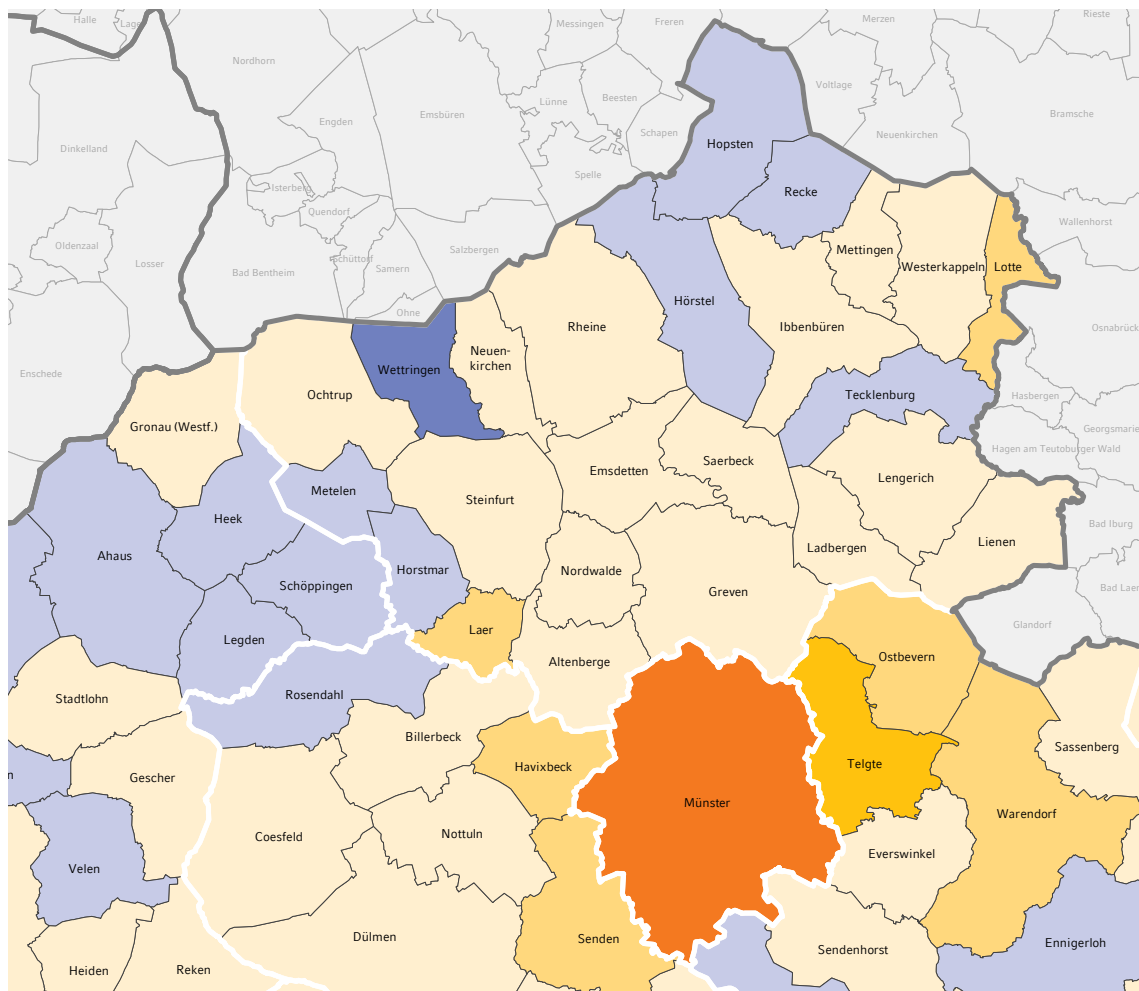 Halle
Lage
Messingen
Freren
Merzen
Rieste
Nordhorn
Voltlage
Lünne
Beesten
Emsbüren
Bramsche
Engden
Schapen
Neuenkirchen
Dinkelland
Hopsten
Spelle
Isterberg
Recke
Quendorf
Wallenhorst
Oldenzaal
Salzbergen
Mettingen
Losser
Schüttorf
Samern
Bad Bentheim
Westerkappeln
Lotte
Hörstel
Ohne
Rheine
Ibbenbüren
Osnabrück
Neuen-
kirchen
Wettringen
Enschede
Ochtrup
Tecklenburg
Hasbergen
Gronau (Westf.)
Georgsmarie
Hagen am Teutoburger Wald
Saerbeck
Emsdetten
Lengerich
Metelen
Steinfurt
Heek
Bad Iburg
Lienen
Ladbergen
Ahaus
Horstmar
Nordwalde
Schöppingen
Bad Laer
Greven
Glandorf
Laer
Legden
Ostbevern
Altenberge
Rosendahl
Stadtlohn
Billerbeck
Sassenberg
Telgte
Havixbeck
n
Gescher
Münster
Warendorf
Nottuln
Coesfeld
Everswinkel
Velen
Dülmen
Senden
Ennigerloh
Sendenhorst
Heiden
Reken